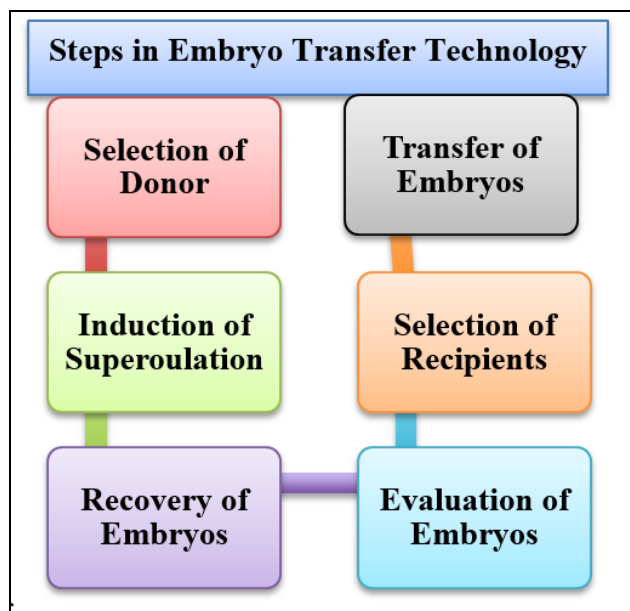 Steps in Embryo Transfer Technology
Selection of
Donor
Induction of
Superoulation
Recovery of
Embryos
Evaluation of
Embryos
Selection of
Recipients
Transfer of
Embryos